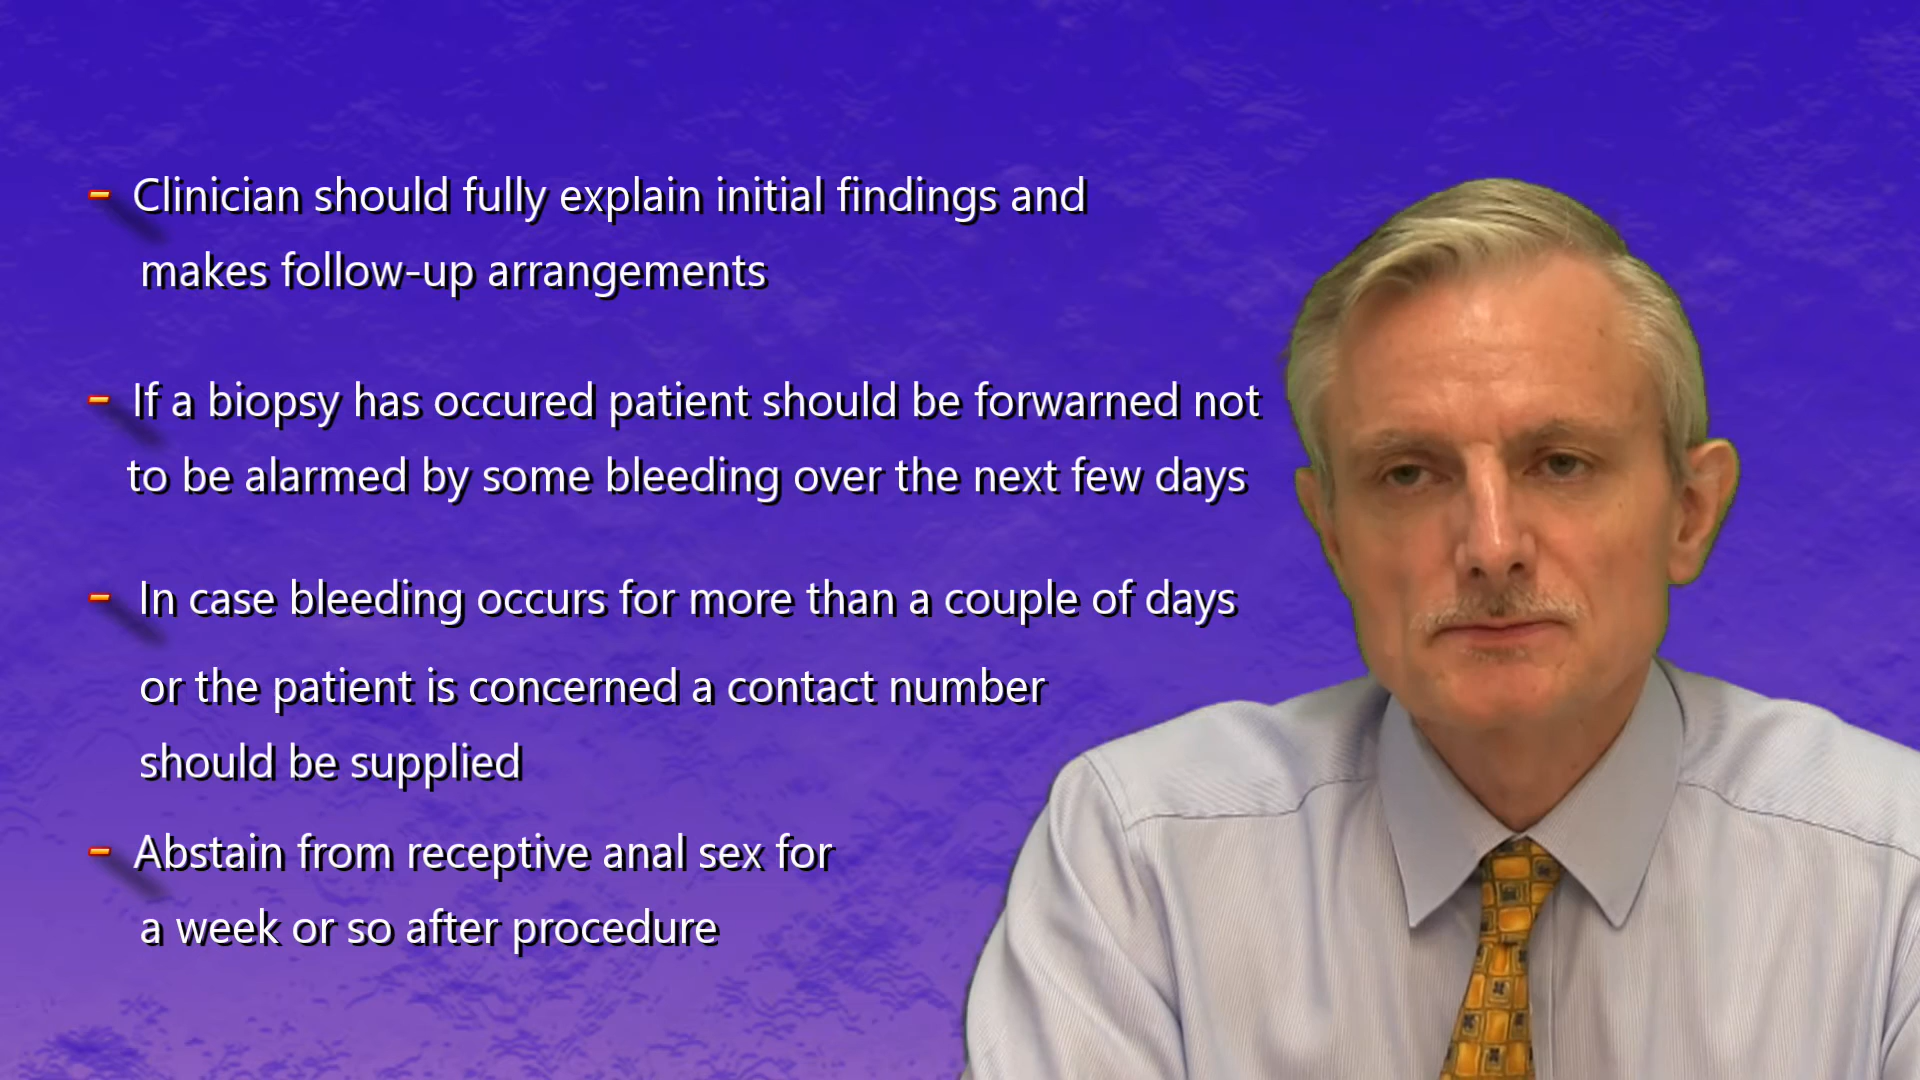 - Clinician should fully explain initial findings and
makes follow-up arrangements
- If a biopsy has occured patient should be forwarned not
to be alarmed by some bleeding over the next few days
- In case bleeding occurs for more than a couple of days
or the patient is concerned a contact number
should be supplied
- Abstain from receptive anal sex for
a week or so after procedure